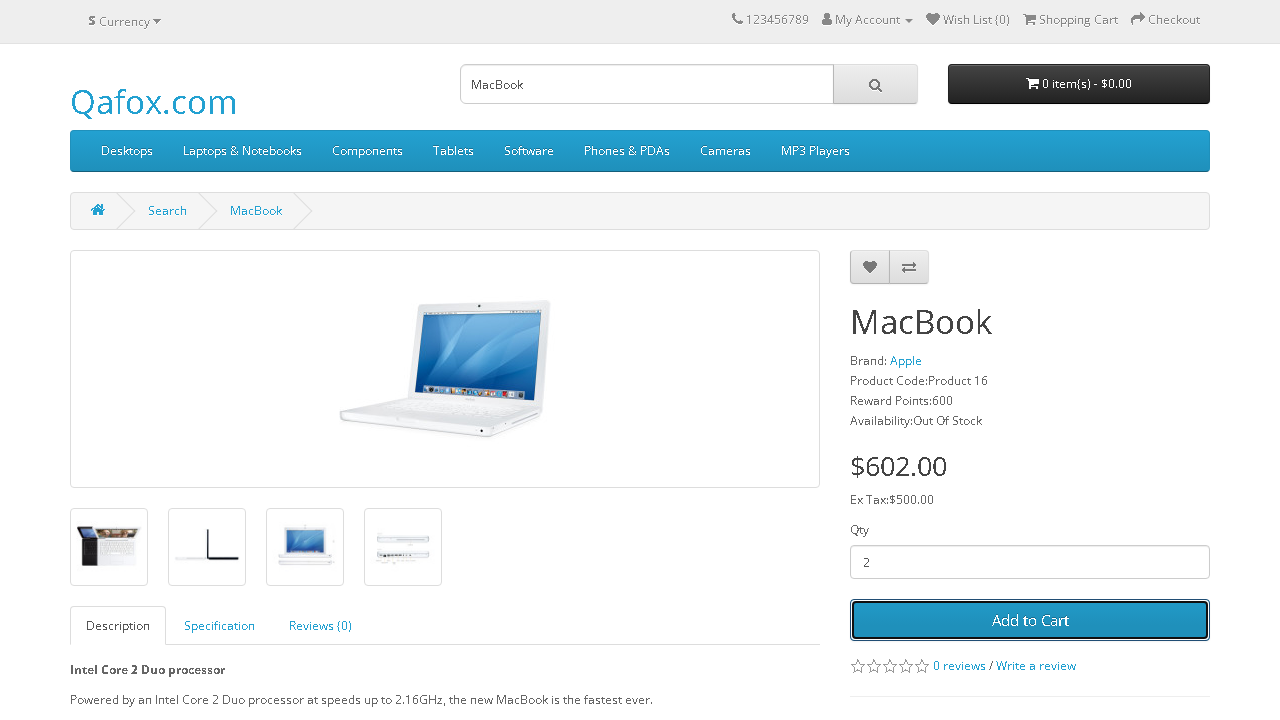 $ Currency
123456789 My Account Wish List (0) Shopping Cart Checkout
Qafox.com
MacBook
0 item(s) - $0.00
Desktops Laptops & Notebooks Components Tablets Software Phones & PDAs Cameras MP3 Players
Search MacBook
MacBook
Brand: Apple
Product Code:Product 16
Reward Points:600
Availability:Out Of Stock
$602.00
Ex Tax:$500.00
Qty
2
Add to Cart
0 reviews / Write a review
Description Specification Reviews (0)
Intel Core 2 Duo processor
Powered by an Intel Core 2 Duo processor at speeds up to 2.16GHz, the new MacBook is the fastest ever.